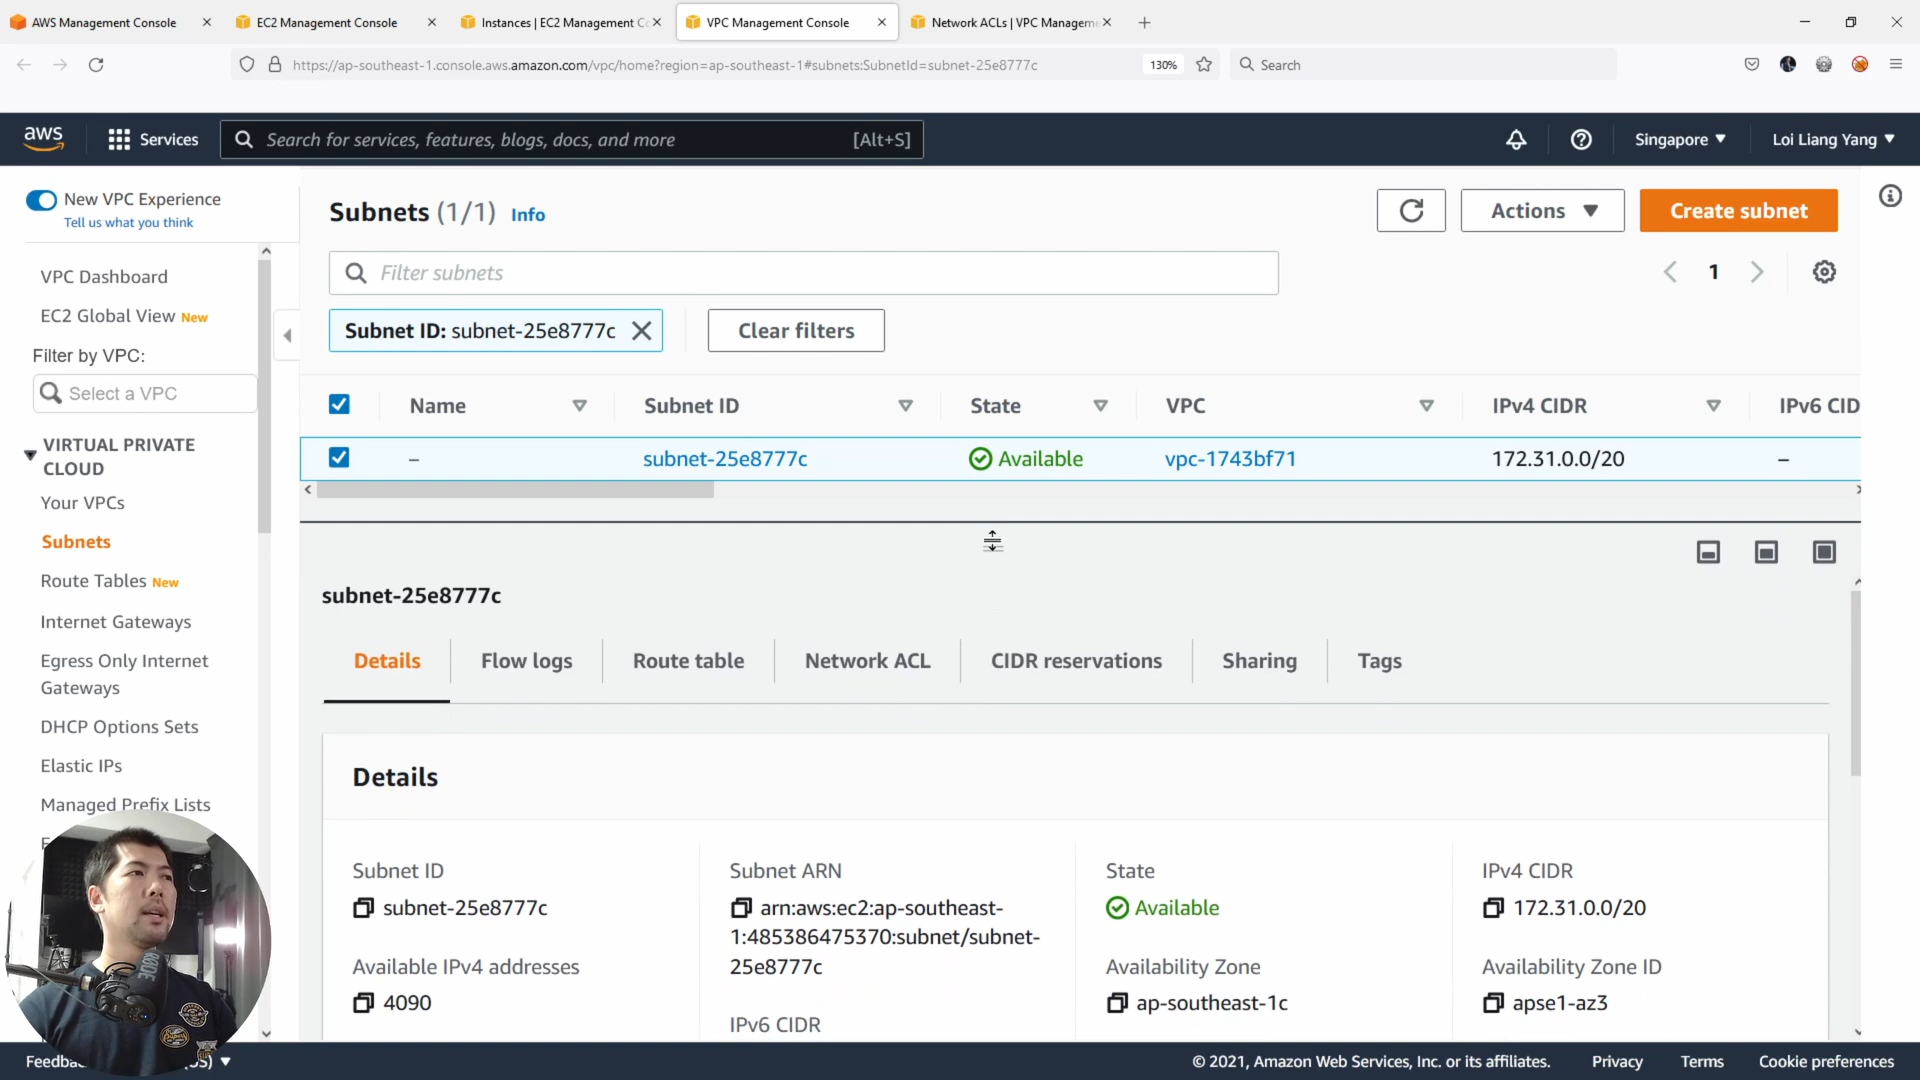 AWS Management Console
EC2 Management Console
Instances | EC2 Management C
VPC Management Console
Network ACLs | VPC Managem
https://ap-southeast-1.console.aws.amazon.com/vpc/home?region=ap-southeast-1#subnets:SubnetId=subnet-25e8777c
130%
Search
aws
Services
Search for services, features, blogs, docs, and more
[Alt+S]
Singapore
Loi Liang Yang
New VPC Experience
Tell us what you think
VPC Dashboard
EC2 Global View New
Filter by VPC:
Select a VPC
VIRTUAL PRIVATE
CLOUD
Your VPCs
Subnets
Route Tables New
Internet Gateways
Egress Only Internet
Gateways
DHCP Options Sets
Elastic IPs
Managed Prefix Lists
Subnets (1/1) Info
Actions
Create subnet
Filter subnets
1
Subnet ID: subnet-25e8777c
Clear filters
Name
Subnet ID
State
VPC
IPv4 CIDR
IPv6 CID
–
subnet-25e8777c
Available
vpc-1743bf71
172.31.0.0/20
–
subnet-25e8777c
Details
Flow logs
Route table
Network ACL
CIDR reservations
Sharing
Tags
Details
Subnet ID
subnet-25e8777c
Subnet ARN
arn:aws:ec2:ap-southeast-
1:485386475370:subnet/subnet-
25e8777c
State
Available
IPv4 CIDR
172.31.0.0/20
Available IPv4 addresses
4090
IPv6 CIDR
Availability Zone
ap-southeast-1c
Availability Zone ID
apse1-az3
RØDE
Feedba
© 2021, Amazon Web Services, Inc. or its affiliates.
Privacy
Terms
Cookie preferences